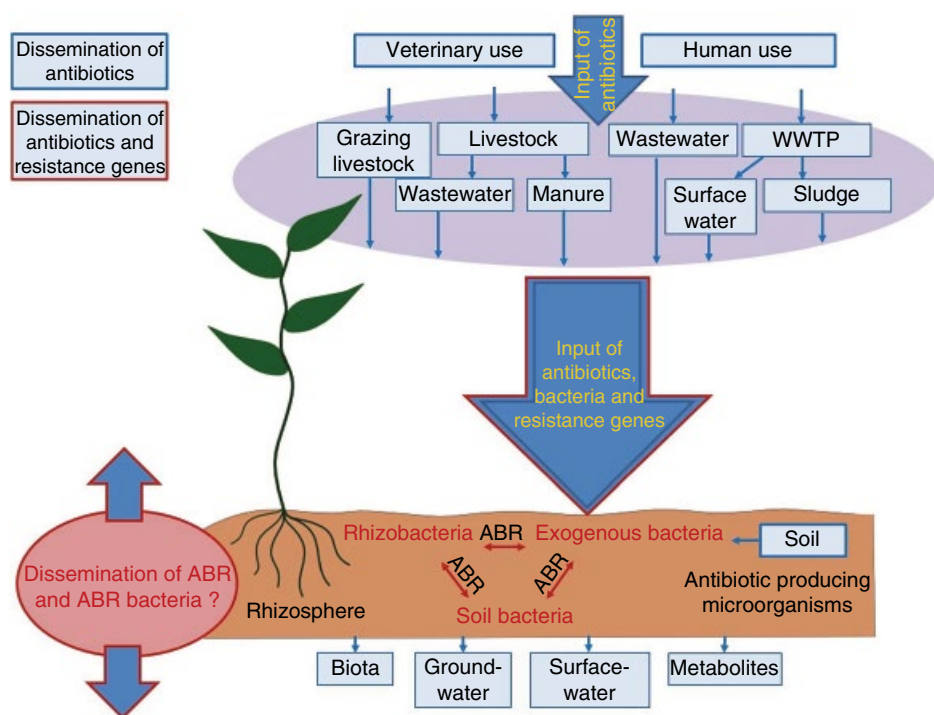 Dissemination of
antibiotics
Dissemination
of antibiotics and
resistance genes
Veterinary use
Input of
antibiotics
Human use
Grazing
livestock
Livestock
Wastewater
WWTP
Wastewater
Manure
Surface
water
Sludge
Input of
antibiotics,
bacteria and
resistance genes
Dissemination of ABR
and ABR bacteria ?
Rhizobacteria
ABR
Exogenous bacteria
Soil
ABR
ABR
Rhizosphere
Soil bacteria
Antibiotic producing
microorganisms
Biota
Ground-
water
Surface-
water
Metabolites